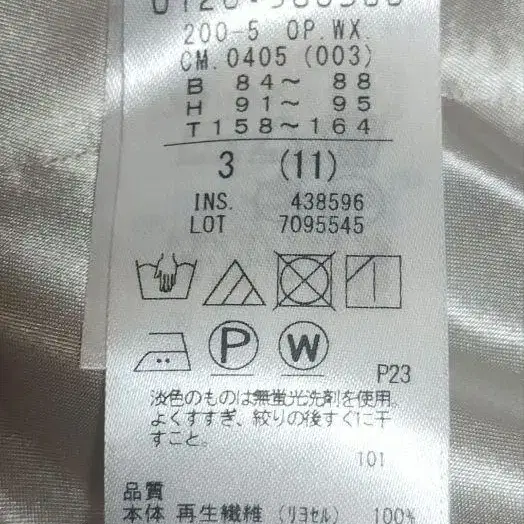 200-5 OP.WX.
CM.0405 (003)
B 84～ 88
H 91～ 95
T158～164
3 (11)
INS. 438596
LOT 7095545
P W
P23
淡色のものは無蛍光洗剤を使用。
よくすすぎ、絞りの後すぐに干
すこと。
101
品質
本体 再生繊維 (リヨセル) 100%